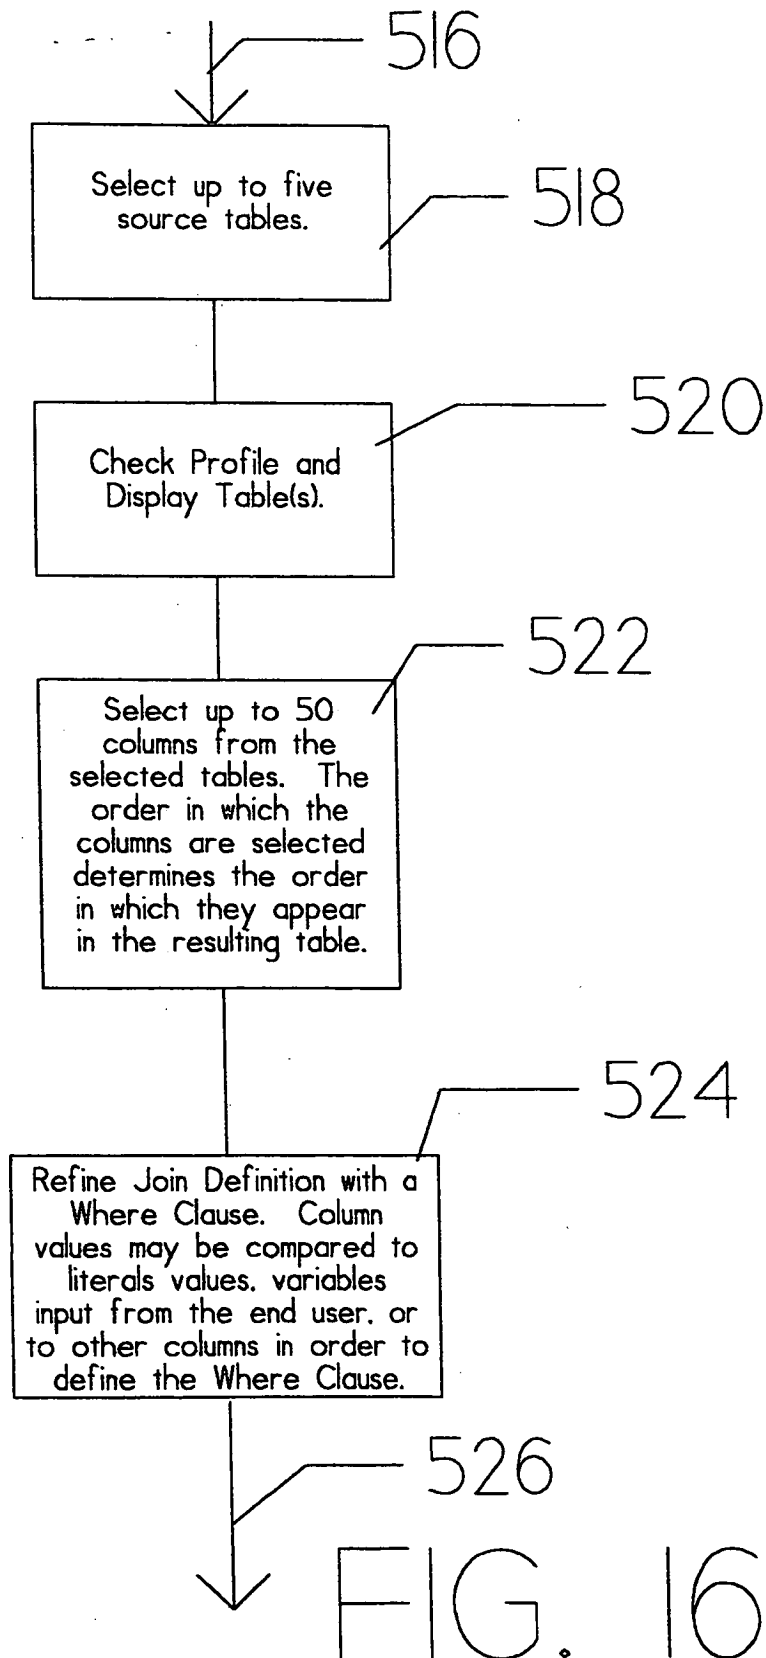 516
Select up to five
source tables.
518
520
Check Profile and
Display Table(s).
522
Select up to 50
columns from the
selected tables. The
order in which the
columns are selected
determines the order
in which they appear
in the resulting table.
524
Refine Join Definition with a
Where Clause. Column
values may be compared to
literals values, variables
input from the end user, or
to other columns in order to
define the Where Clause.
526
FIG. 16